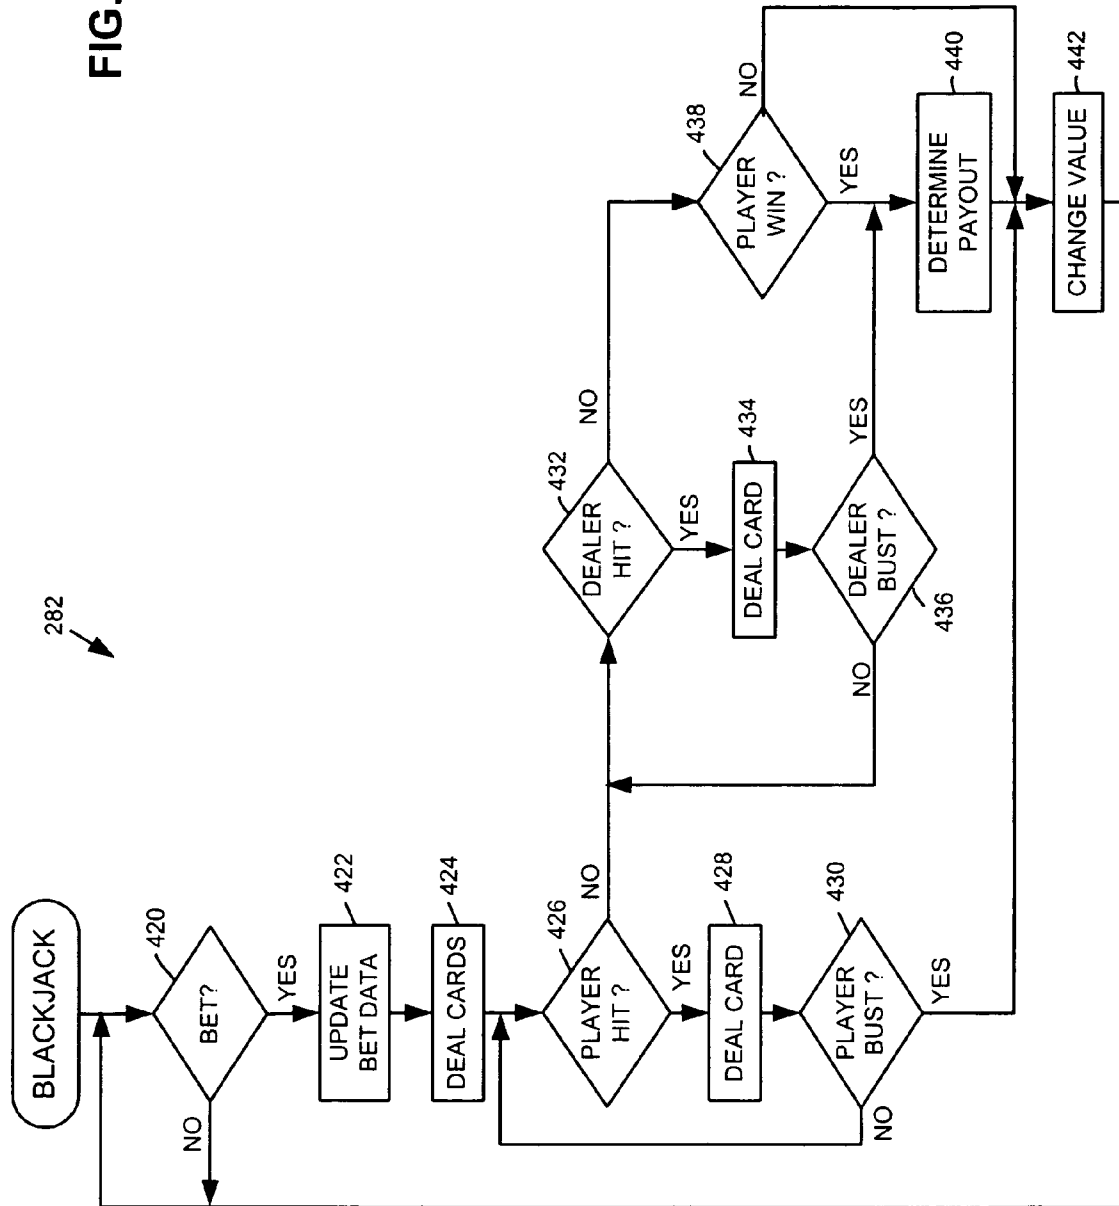 FIG.
282
BLACKJACK
420
BET?
NO
YES
422
UPDATE
BET DATA
424
DEAL CARDS
426
PLAYER
HIT ?
NO
YES
428
DEAL CARD
430
PLAYER
BUST ?
NO
YES
432
DEALER
HIT ?
NO
YES
434
DEAL CARD
DEALER
BUST ?
436
NO
YES
438
PLAYER
WIN ?
NO
YES
440
DETERMINE
PAYOUT
442
CHANGE VALUE